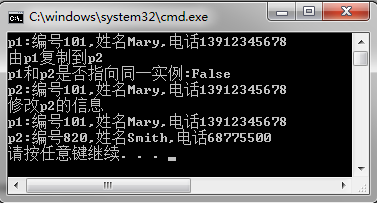 C:\windows\system32\cmd.exe
p1:编号101,姓名Mary,电话13912345678
由p1复制到p2
p1和p2是否指向同一实例:False
p2:编号101,姓名Mary,电话13912345678
修改p2的信息
p1:编号101,姓名Mary,电话13912345678
p2:编号820,姓名Smith,电话68775500
请按任意键继续. . .